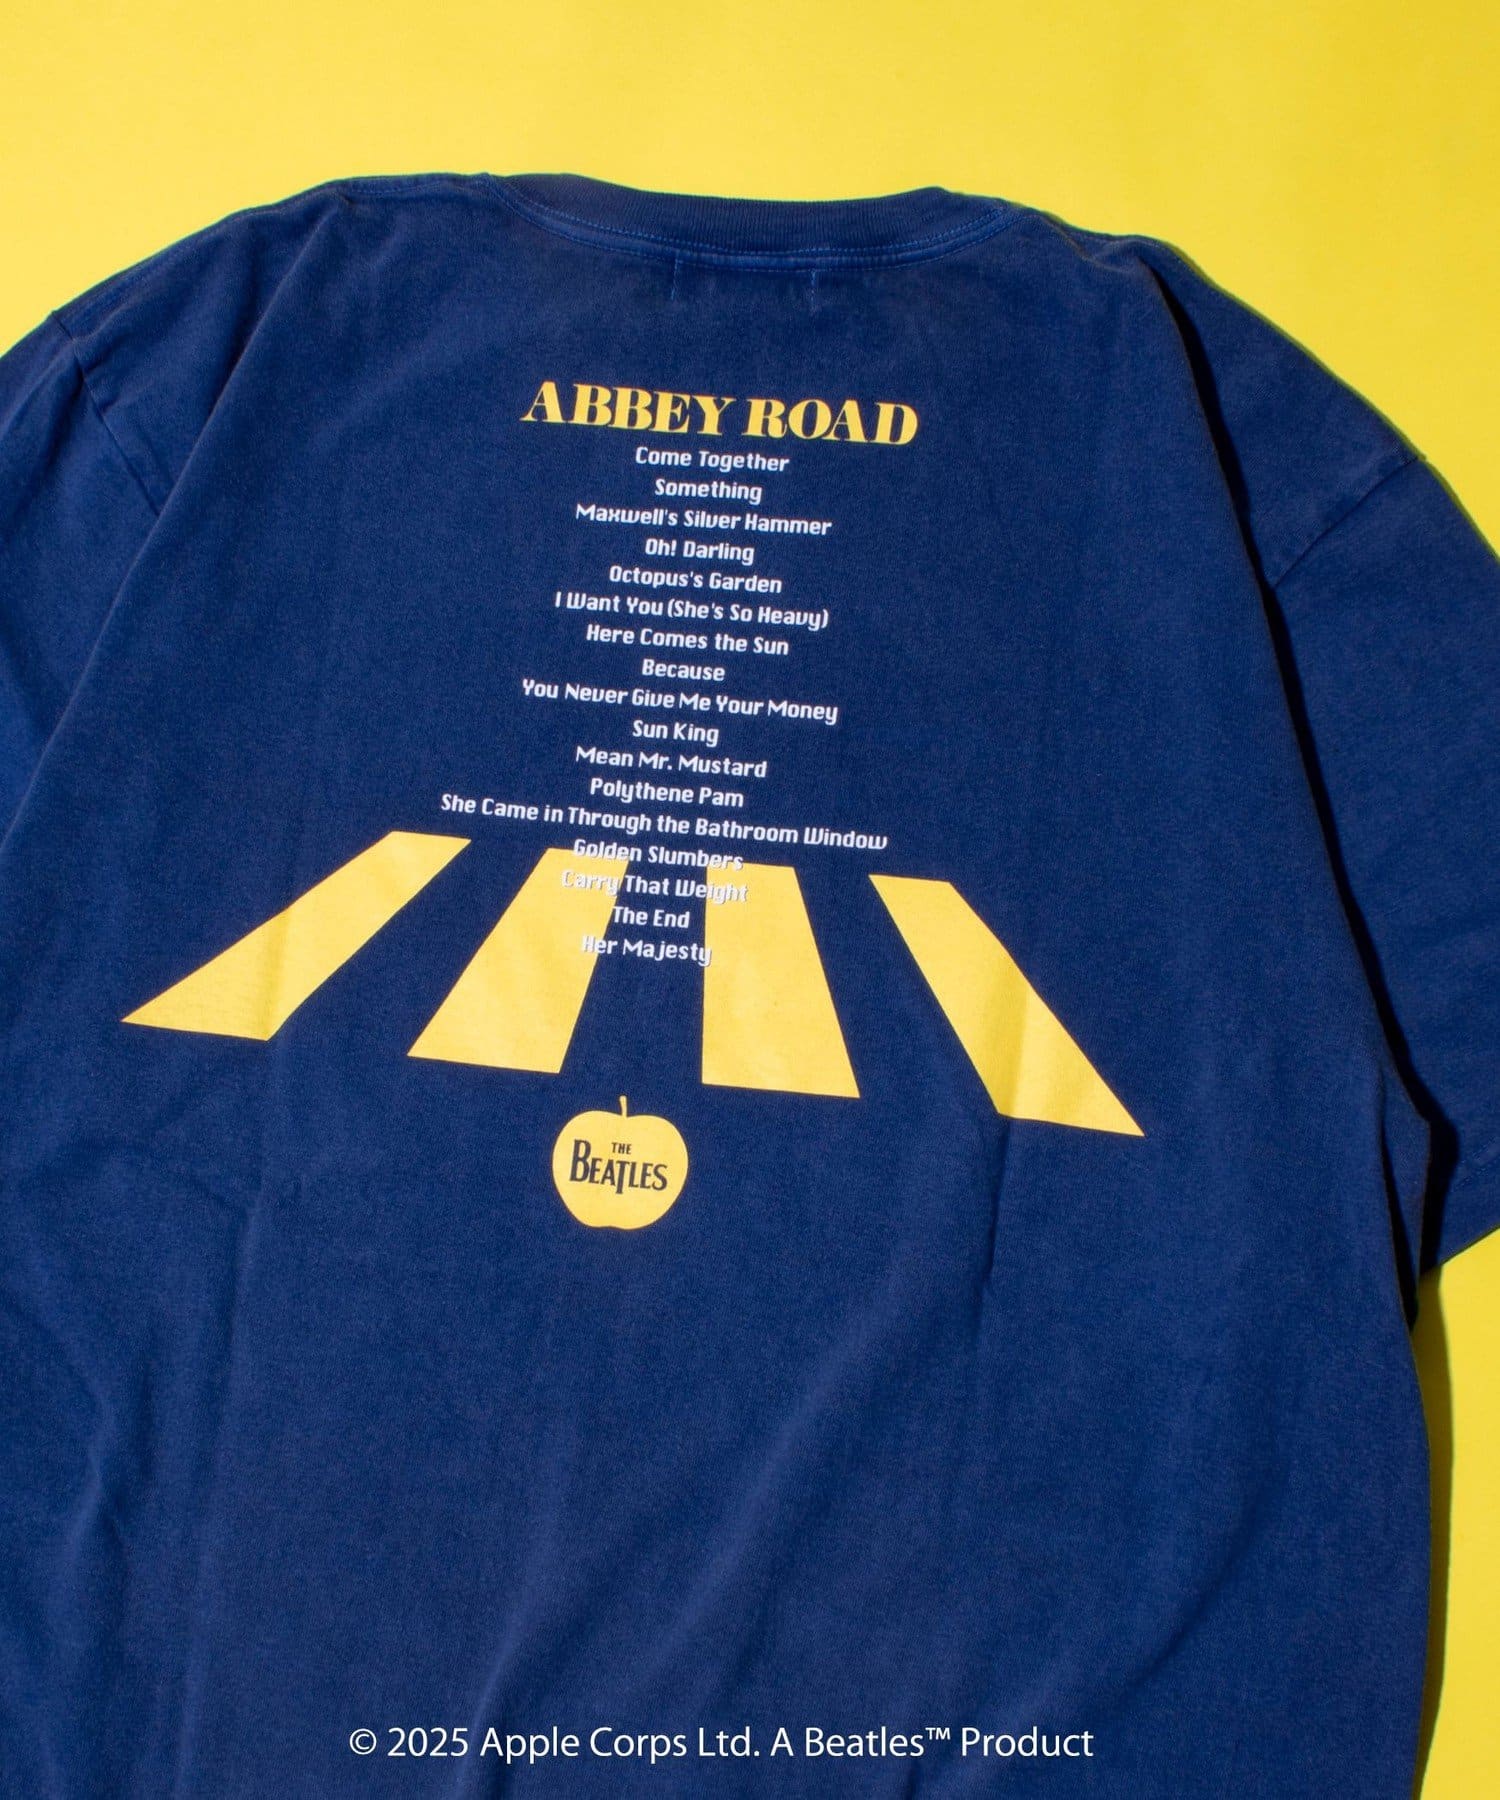 ABBEY ROAD
Come Together
Something
Maxwell's Silver Hammer
Oh! Darling
Octopus's Garden
I Want You (She's So Heavy)
Here Comes the Sun
Because
You Never Give Me Your Money
Sun King
Mean Mr. Mustard
Polythene Pam
She Came in Through the Bathroom Window
Golden Slumbers
Carry That Weight
The End
Her Majesty
THE
BEATLES
© 2025 Apple Corps Ltd. A Beatles™ Product